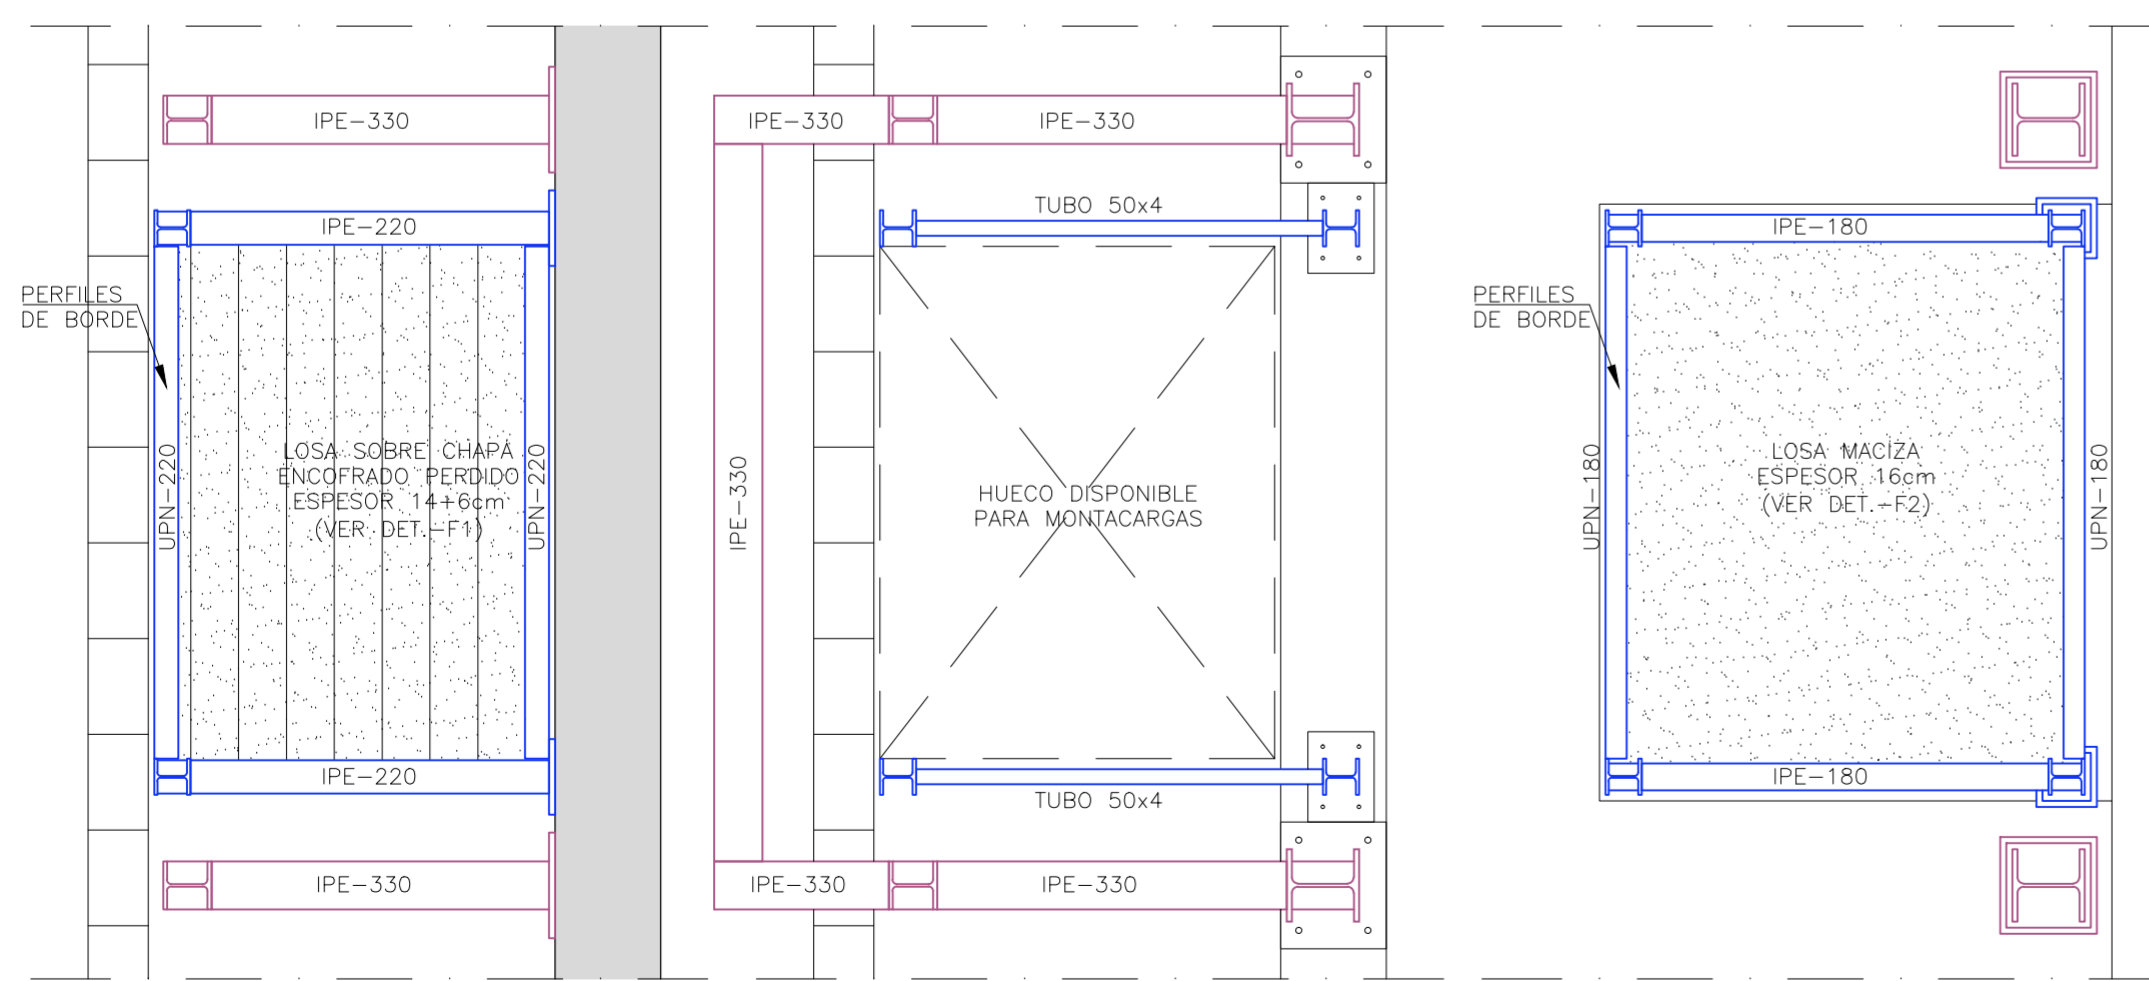 IPE-330
IPE-220
PERFILES
DE BORDE
UPN-220
LOSA SOBRE CHAPA
ENCOFRADO PERDIDO
ESPESOR 14+6cm
(VER DET.-F1)
UPN-220
IPE-220
IPE-330
IPE-330
IPE-330
TUBO 50x4
IPE-330
HUECO DISPONIBLE
PARA MONTACARGAS
TUBO 50x4
IPE-330
IPE-330
IPE-180
PERFILES
DE BORDE
UPN-180
LOSA MACIZA
ESPESOR 16cm
(VER DET.-F2)
UPN-180
IPE-180